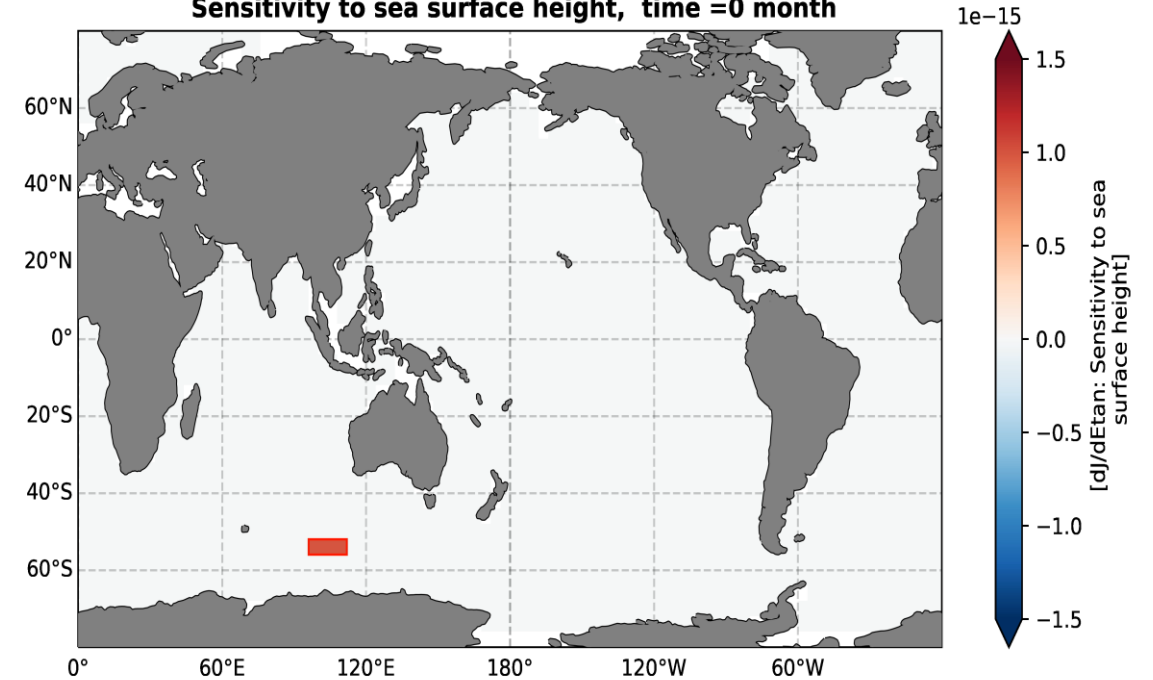 Sensitivity to sea surface height, time =0 month
1e−15
60°N
40°N
20°N
0°
20°S
40°S
60°S
0°
60°E
120°E
180°
120°W
60°W
1.5
1.0
0.5
0.0
−0.5
−1.0
−1.5
[dJ/dEtan: Sensitivity to sea
surface height]